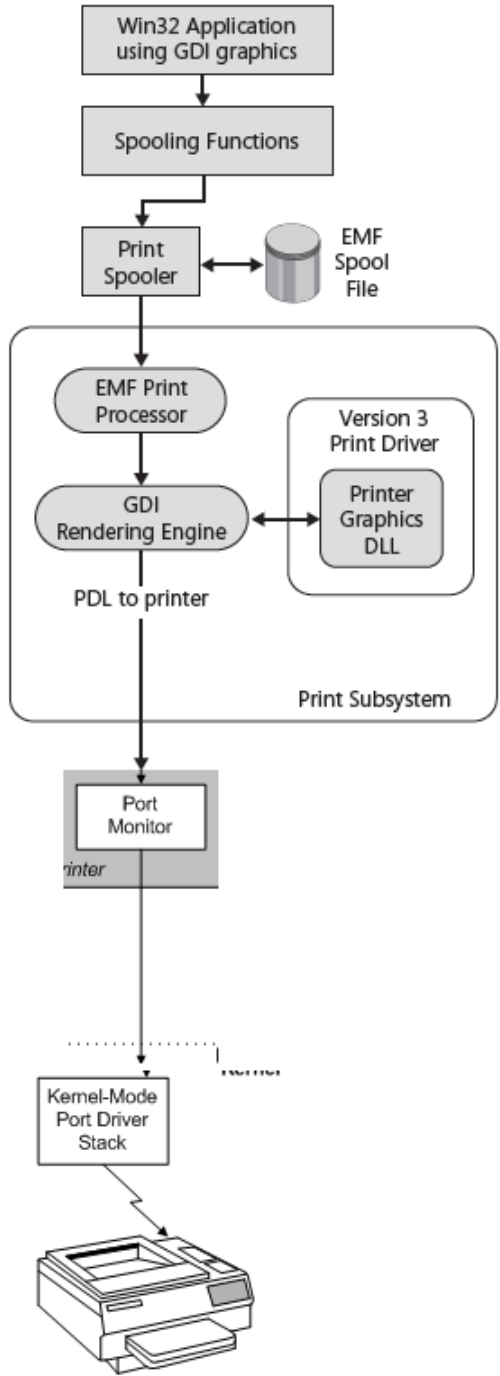 Win32 Application
using GDI graphics
Spooling Functions
Print
Spooler
EMF
Spool
File
EMF Print
Processor
Version 3
Print Driver
GDI
Rendering Engine
Printer
Graphics
DLL
PDL to printer
Print Subsystem
Port
Monitor
rinter
Kernel-Mode
Port Driver
Stack